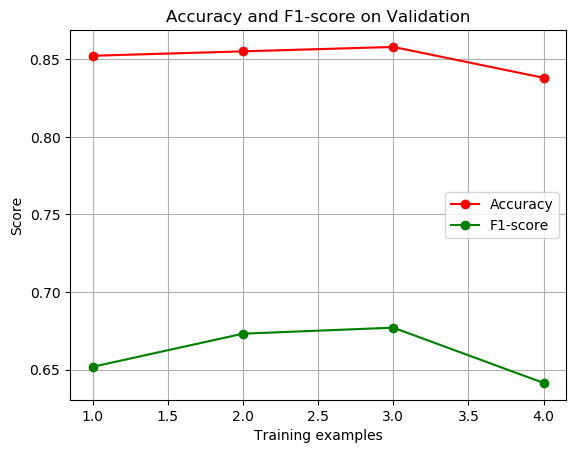 Accuracy and F1-score on Validation
0.85
0.80
0.75
0.70
0.65
Score
Accuracy
F1-score
1.0 1.5 2.0 2.5 3.0 3.5 4.0
Training examples